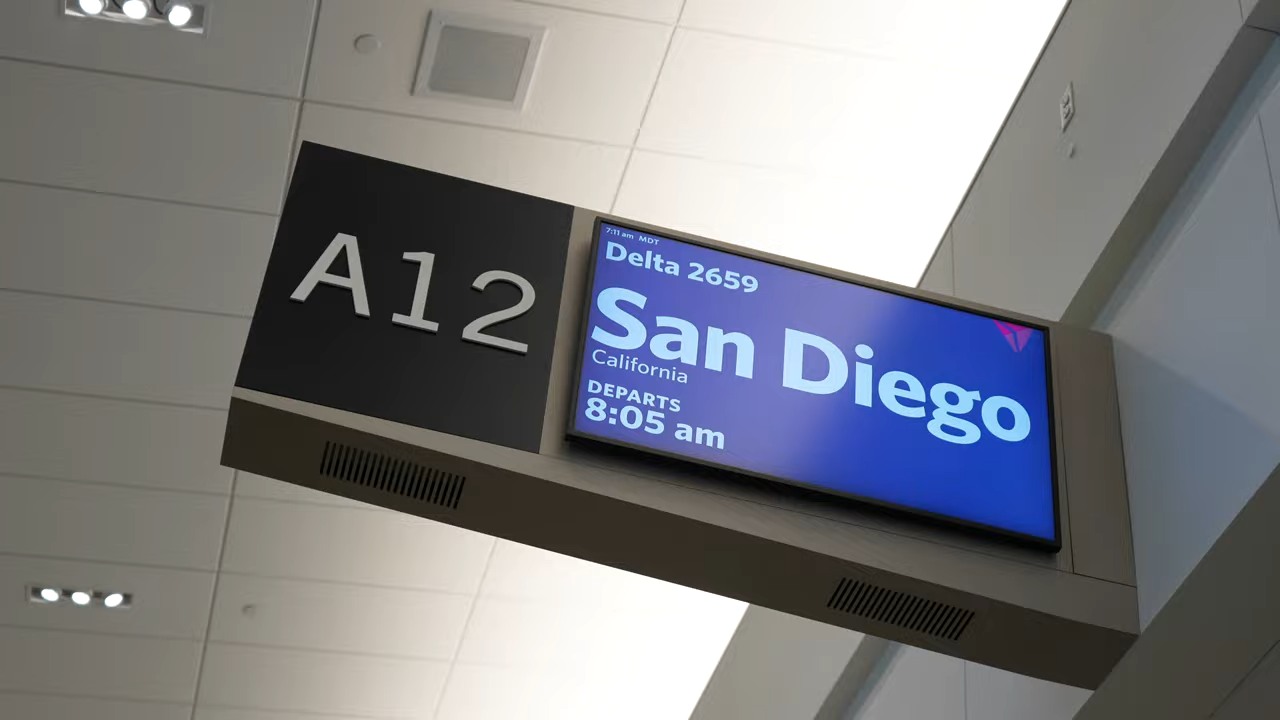 A12
7:11 am MDT
Delta 2659
San Diego
California
DEPARTS
8:05 am